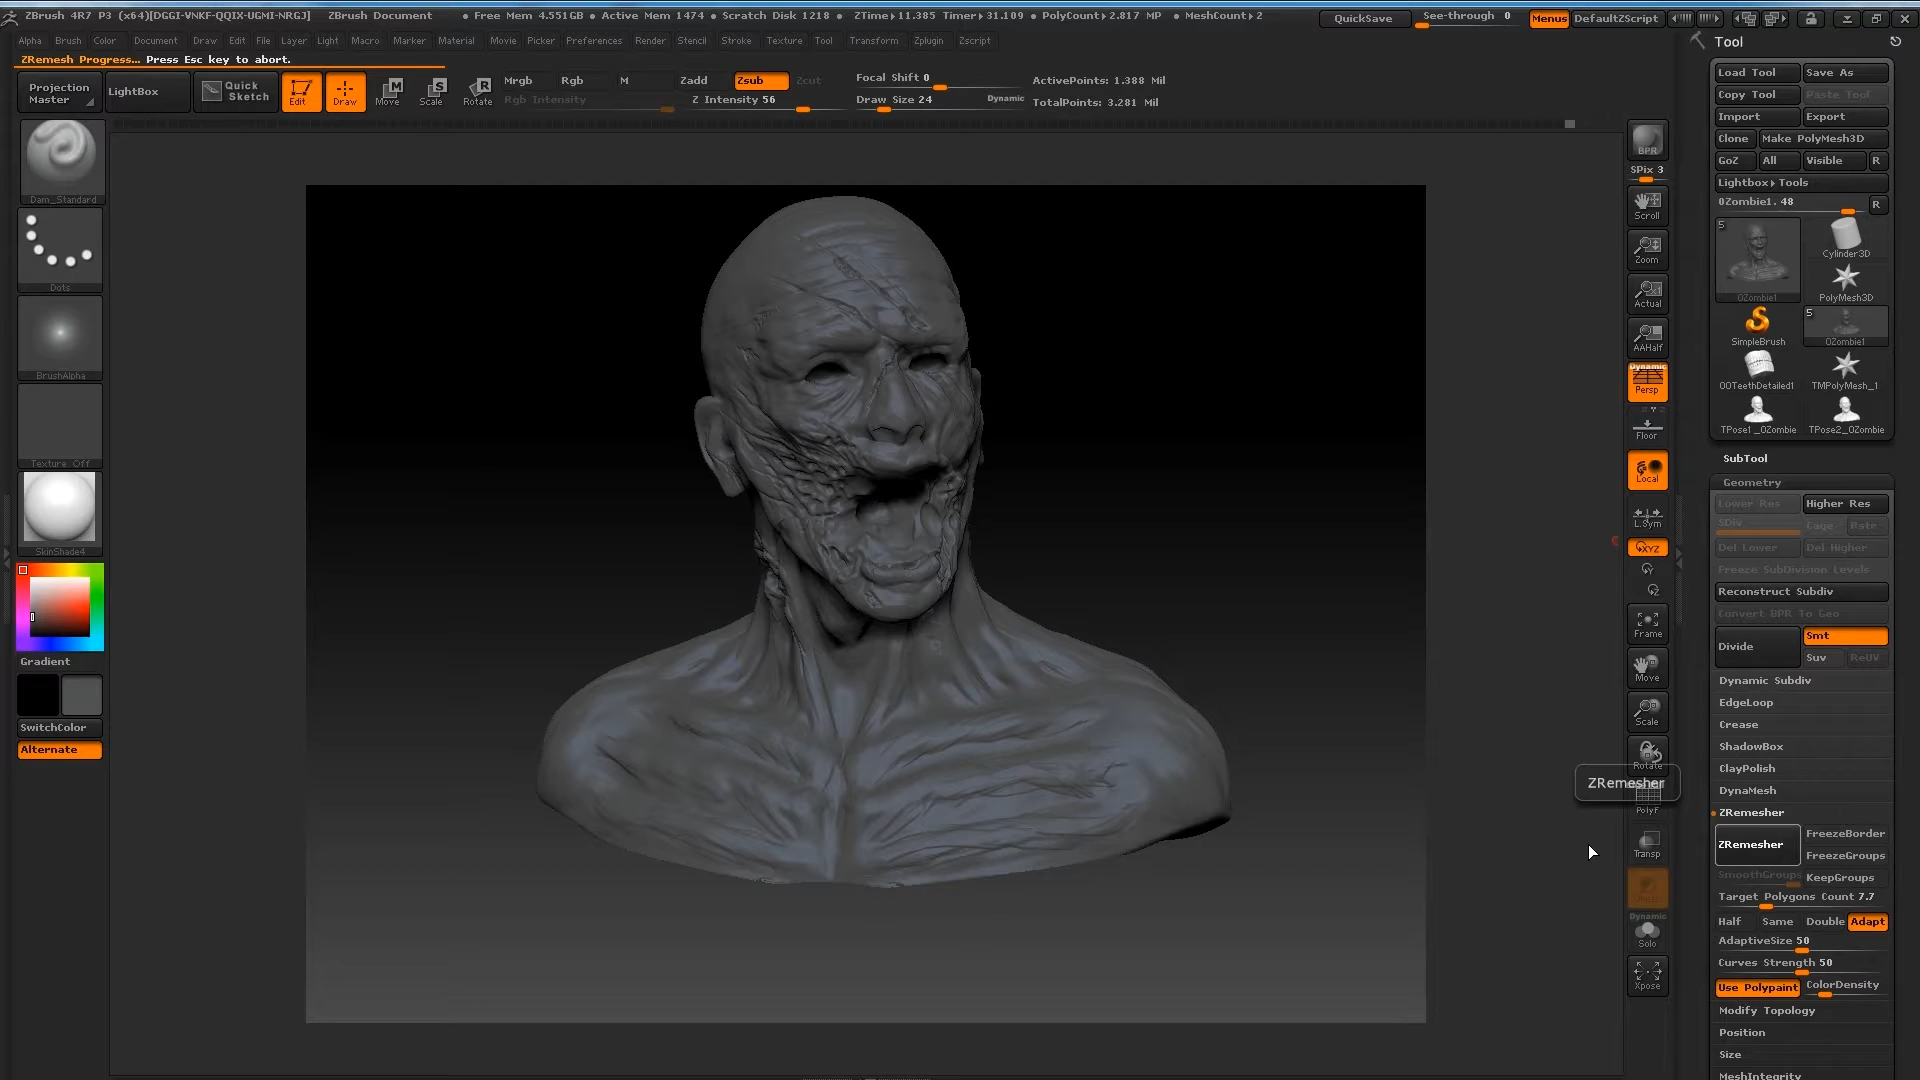 ZBrush 4R7 P3 (x64)[DGGI-VNKF-QQIX-UGMI-NRGJ] ZBrush Document • Free Mem 4.551GB • Active Mem 1474 • Scratch Disk 1218 • ZTime▸11.385 Timer▸31.109 • PolyCount▸2.817 MP • MeshCount▸2 QuickSave See-through 0 Menus DefaultZScript
Alpha Brush Color Document Draw Edit File Layer Light Macro Marker Material Movie Picker Preferences Render Stencil Stroke Texture Tool Transform Zplugin Zscript
ZRemesh Progress... Press Esc key to abort.
Projection Master
LightBox
Quick Sketch
Edit
Draw
Move
Scale
Rotate
Mrgb Rgb M
Rgb Intensity
Zadd Zsub Zcut
Z Intensity 56
Focal Shift 0
Draw Size 24 Dynamic
ActivePoints: 1.388 Mil
TotalPoints: 3.281 Mil
Dam_Standard
Dots
BrushAlpha
Texture Off
SkinShade4
Gradient
SwitchColor
Alternate
BPR
SPix 3
Scroll
Zoom
Actual
AAHalf
Dynamic
Persp
Floor
Local
L.Sym
XYZ
Y
Z
Frame
Move
Scale
Rotate
ZRemesher
PolyF
Transp
Dynamic
Solo
Xpose
Tool
Load Tool Save As
Copy Tool Paste Tool
Import Export
Clone Make PolyMesh3D
GoZ All Visible R
Lightbox▸Tools
0Zombie1. 48 R
5
0Zombie1
Cylinder3D
PolyMesh3D
SimpleBrush
5
0Zombie1
00TeethDetailed1
TMPolyMesh_1
TPose1_0Zombie
TPose2_0Zombie
SubTool
Geometry
Lower Res Higher Res
SDiv Cage Rstr
Del Lower Del Higher
Freeze SubDivision Levels
Reconstruct Subdiv
Convert BPR To Geo
Divide Smt
Suv ReUV
Dynamic Subdiv
EdgeLoop
Crease
ShadowBox
ClayPolish
DynaMesh
ZRemesher
ZRemesher FreezeBorder
FreezeGroups
SmoothGroups KeepGroups
Target Polygons Count 7.7
Half Same Double Adapt
AdaptiveSize 50
Curves Strength 50
Use Polypaint ColorDensity
Modify Topology
Position
Size
MeshIntegrity